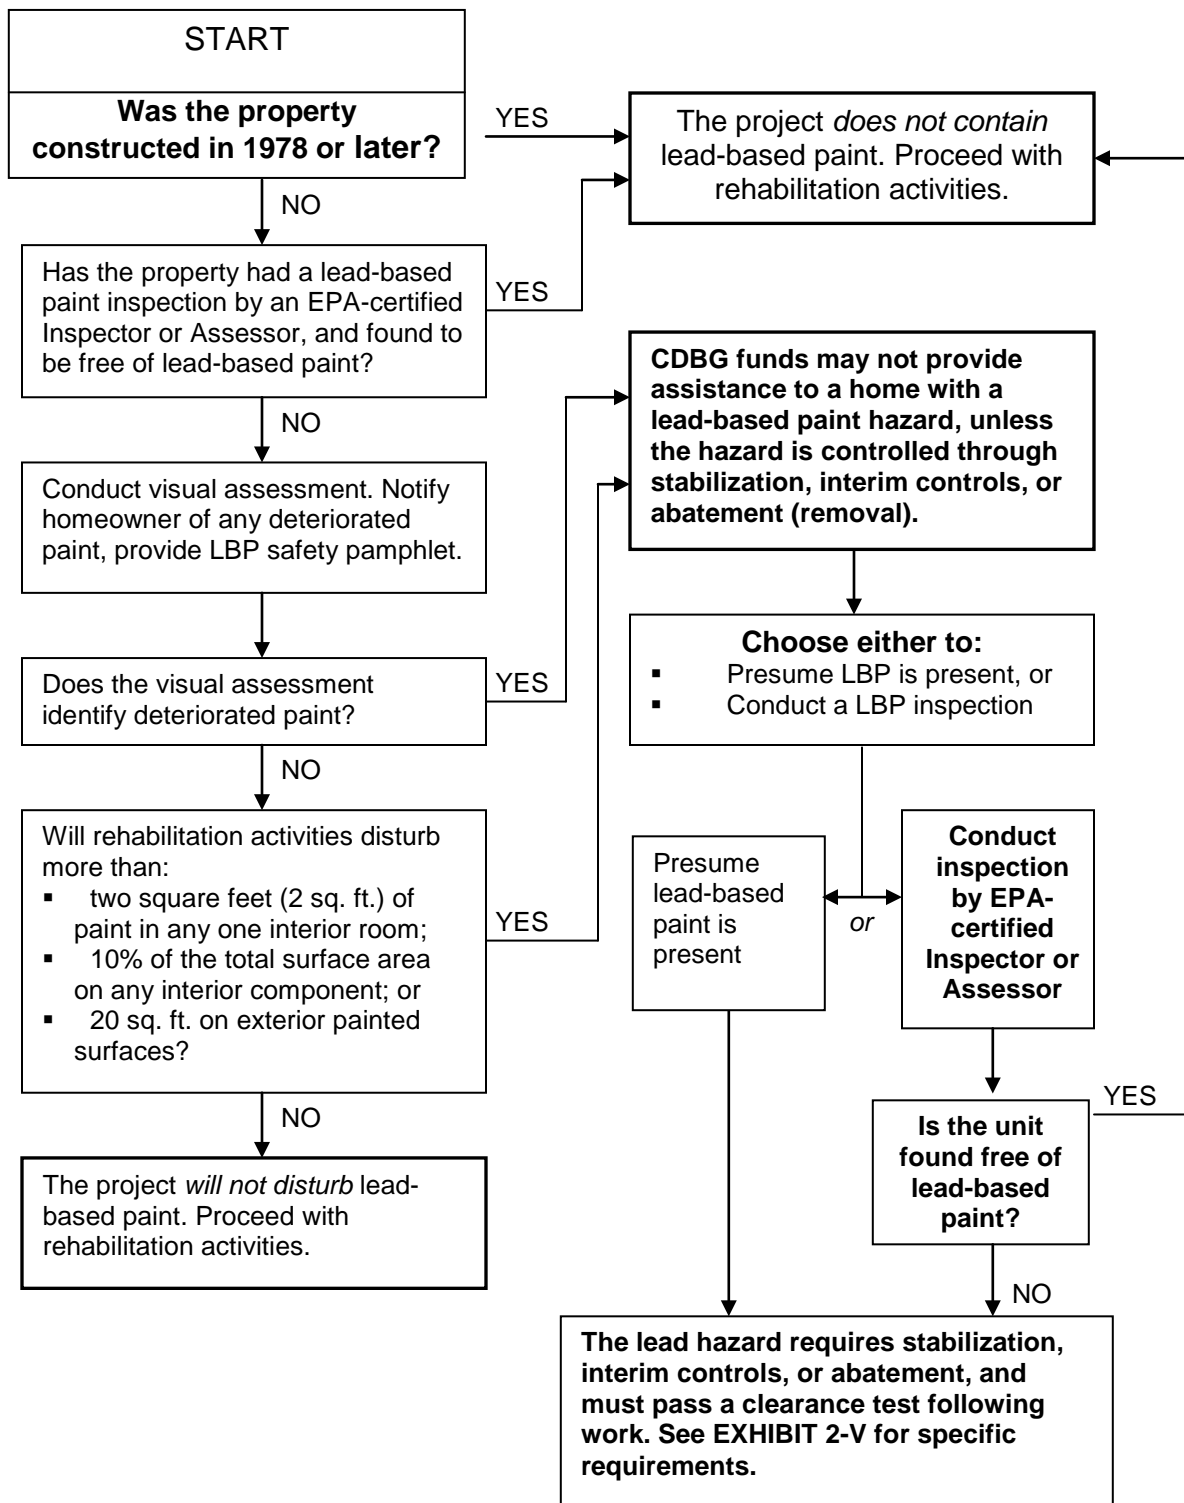 START
Was the property
constructed in 1978 or later?
YES
The project does not contain
lead-based paint. Proceed with
rehabilitation activities.
NO
Has the property had a lead-based
paint inspection by an EPA-certified
Inspector or Assessor, and found to
be free of lead-based paint?
YES
NO
Conduct visual assessment. Notify
homeowner of any deteriorated
paint, provide LBP safety pamphlet.
Does the visual assessment
identify deteriorated paint?
YES
NO
Will rehabilitation activities disturb
more than:
▪ two square feet (2 sq. ft.) of
paint in any one interior room;
▪ 10% of the total surface area
on any interior component; or
▪ 20 sq. ft. on exterior painted
surfaces?
YES
NO
The project will not disturb lead-
based paint. Proceed with
rehabilitation activities.
CDBG funds may not provide
assistance to a home with a
lead-based paint hazard, unless
the hazard is controlled through
stabilization, interim controls, or
abatement (removal).
Choose either to:
▪ Presume LBP is present, or
▪ Conduct a LBP inspection
Presume
lead-based
paint is
present
or
Conduct
inspection
by EPA-
certified
Inspector or
Assessor
Is the unit
found free of
lead-based
paint?
YES
NO
The lead hazard requires stabilization,
interim controls, or abatement, and
must pass a clearance test following
work. See EXHIBIT 2-V for specific
requirements.